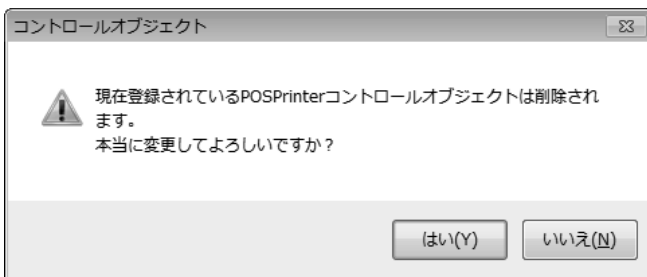 コントロールオブジェクト
現在登録されているPOSPrinterコントロールオブジェクトは削除され
ます。
本当に変更してよろしいですか？
はい(Y)
いいえ(N)